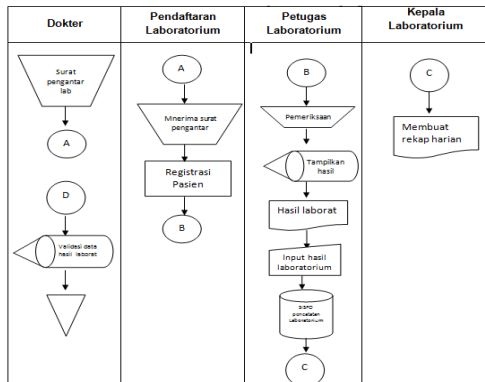 Dokter
Pendaftaran
Laboratorium
Petugas
Laboratorium
Kepala
Laboratorium
Surat
pengantar
lab
A
D
Validasi data
hasil laborat
A
Mnerima surat
pengantar
Registrasi
Pasien
B
B
Pemeriksaan
Tampilkan
hasil
Hasil laborat
Input hasil
laboratorium
pencatatan
Laboratorium
C
C
Membuat
rekap harian